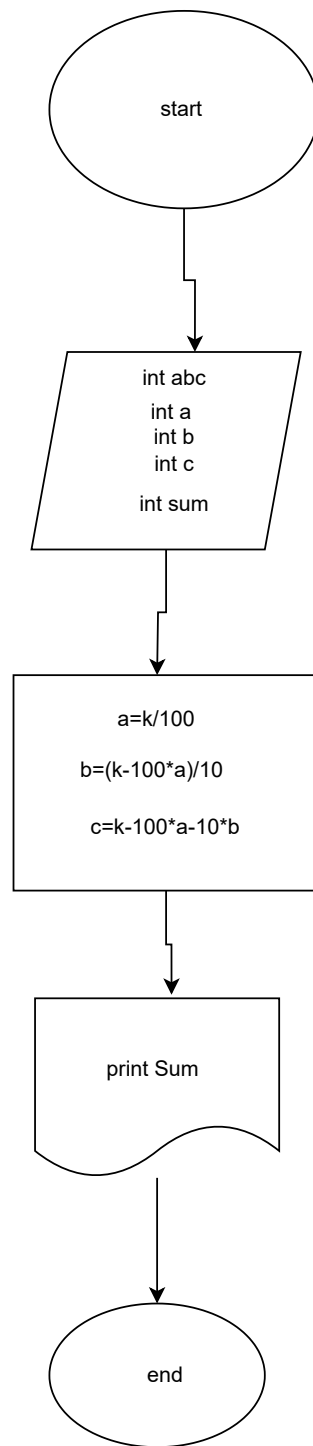 start
int abc
int a
int b
int c
int sum
a=k/100
b=(k-100*a)/10
c=k-100*a-10*b
print Sum
end